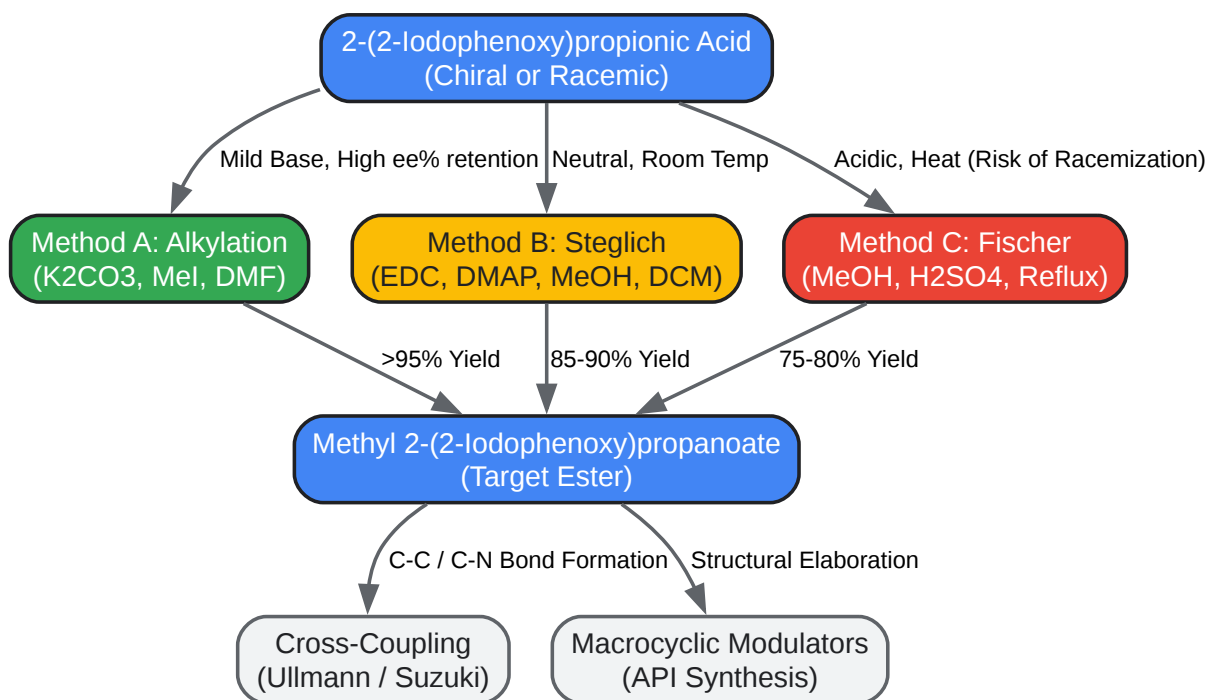 2-(2-Iodophenoxy)propionic Acid
(Chiral or Racemic)
Mild Base, High ee% retention
Neutral, Room Temp
Acidic, Heat (Risk of Racemization)
Method A: Alkylation
(K2CO3, MeI, DMF)
Method B: Steglich
(EDC, DMAP, MeOH, DCM)
Method C: Fischer
(MeOH, H2SO4, Reflux)
>95% Yield
85-90% Yield
75-80% Yield
Methyl 2-(2-Iodophenoxy)propanoate
(Target Ester)
C-C / C-N Bond Formation
Structural Elaboration
Cross-Coupling
(Ullmann / Suzuki)
Macrocyclic Modulators
(API Synthesis)